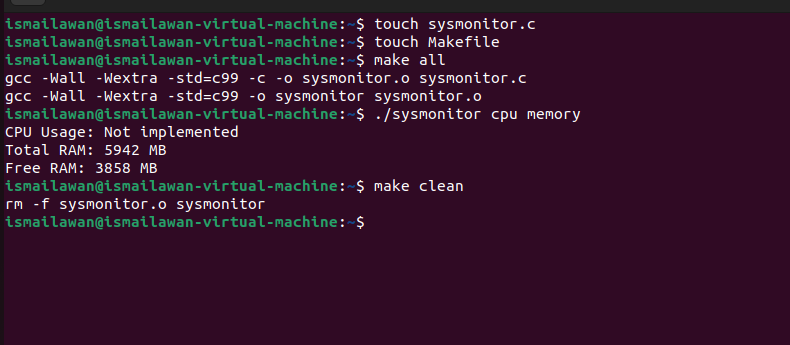 ismailawan@ismailawan-virtual-machine:~$ touch sysmonitor.c
ismailawan@ismailawan-virtual-machine:~$ touch Makefile
ismailawan@ismailawan-virtual-machine:~$ make all
gcc -Wall -Wextra -std=c99 -c -o sysmonitor.o sysmonitor.c
gcc -Wall -Wextra -std=c99 -o sysmonitor sysmonitor.o
ismailawan@ismailawan-virtual-machine:~$ ./sysmonitor cpu memory
CPU Usage: Not implemented
Total RAM: 5942 MB
Free RAM: 3858 MB
ismailawan@ismailawan-virtual-machine:~$ make clean
rm -f sysmonitor.o sysmonitor
ismailawan@ismailawan-virtual-machine:~$